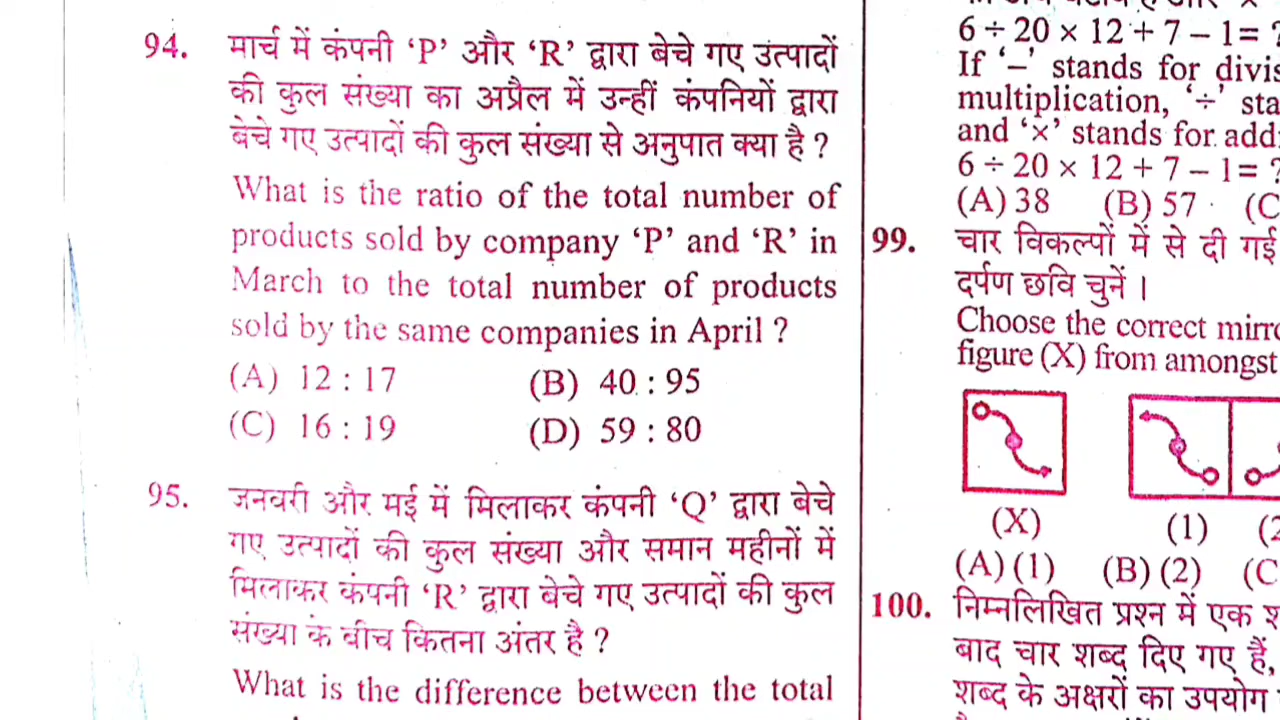 94. मार्च में कंपनी ‘P’ और ‘R’ द्वारा बेचे गए उत्पादों
की कुल संख्या का अप्रैल में उन्हीं कंपनियों द्वारा
बेचे गए उत्पादों की कुल संख्या से अनुपात क्या है ?
What is the ratio of the total number of
products sold by company ‘P’ and ‘R’ in
March to the total number of products
sold by the same companies in April ?
(A) 12 : 17 (B) 40 : 95
(C) 16 : 19 (D) 59 : 80
95. जनवरी और मई में मिलाकर कंपनी ‘Q’ द्वारा बेचे
गए उत्पादों की कुल संख्या और समान महीनों में
मिलाकर कंपनी ‘R’ द्वारा बेचे गए उत्पादों की कुल
संख्या के बीच कितना अंतर है ?
What is the difference between the total
6 ÷ 20 × 12 + 7 – 1 = ?
If ‘–’ stands for divis
multiplication, ‘÷’ sta
and ‘×’ stands for add
6 ÷ 20 × 12 + 7 – 1 = ?
(A) 38 (B) 57 (C
99. चार विकल्पों में से दी गई
दर्पण छवि चुनें ।
Choose the correct mirro
figure (X) from amongst
(X) (1) (2
(A) (1) (B) (2) (C
100. निम्नलिखित प्रश्न में एक श
बाद चार शब्द दिए गए हैं,
शब्द के अक्षरों का उपयोग